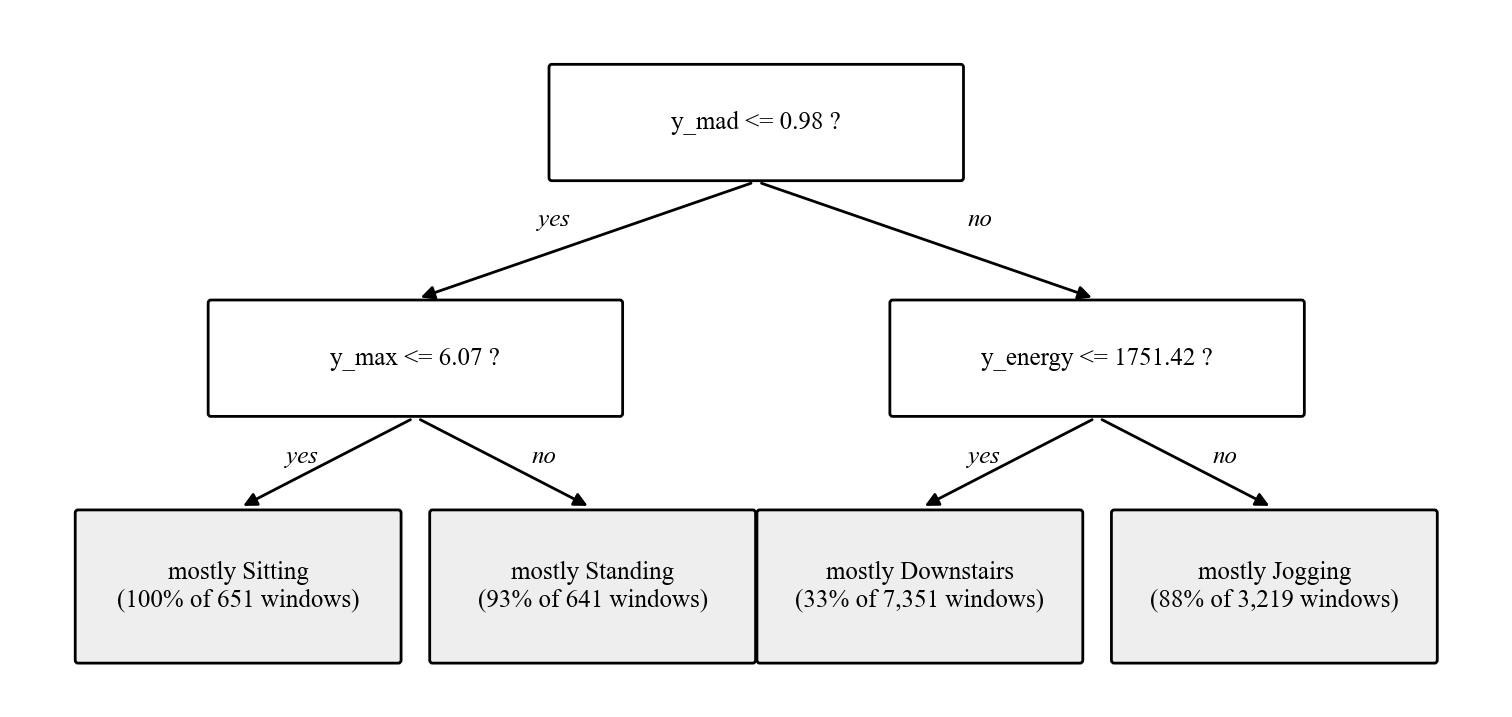 y_mad <= 0.98 ?
yes
no
y_max <= 6.07 ?
y_energy <= 1751.42 ?
yes
no
yes
no
mostly Sitting
(100% of 651 windows)
mostly Standing
(93% of 641 windows)
mostly Downstairs
(33% of 7,351 windows)
mostly Jogging
(88% of 3,219 windows)